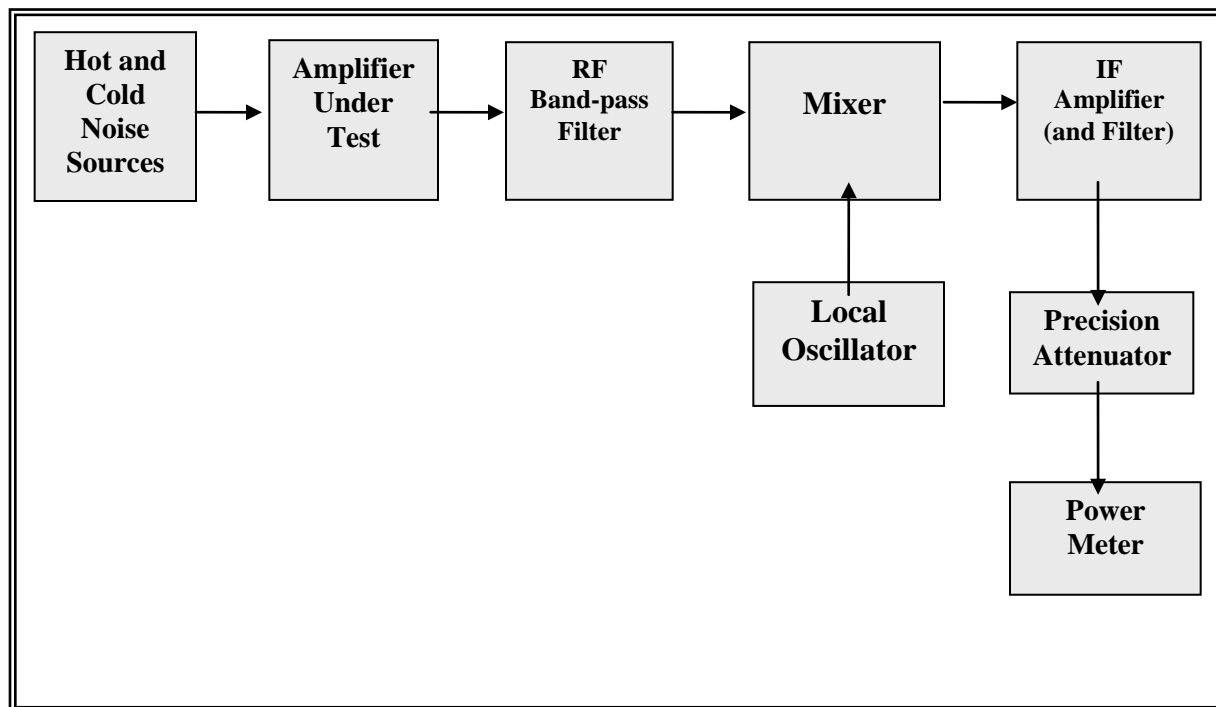 Hot and
Cold
Noise
Sources
Amplifier
Under
Test
RF
Band-pass
Filter
Mixer
IF
Amplifier
(and Filter)
Local
Oscillator
Precision
Attenuator
Power
Meter